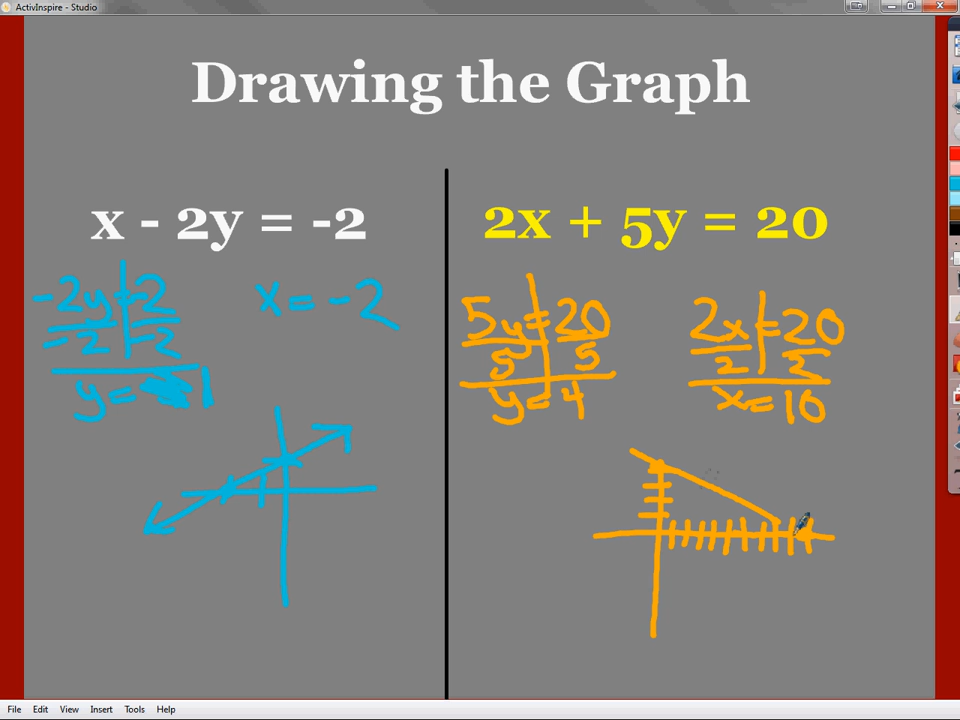 ActivInspire - Studio
Drawing the Graph
x - 2y = -2
-2y = -2
-2 -2
y = 1
x = -2
2x + 5y = 20
5y = 20
5 5
y = 4
2x = 20
2 2
x = 10
File Edit View Insert Tools Help